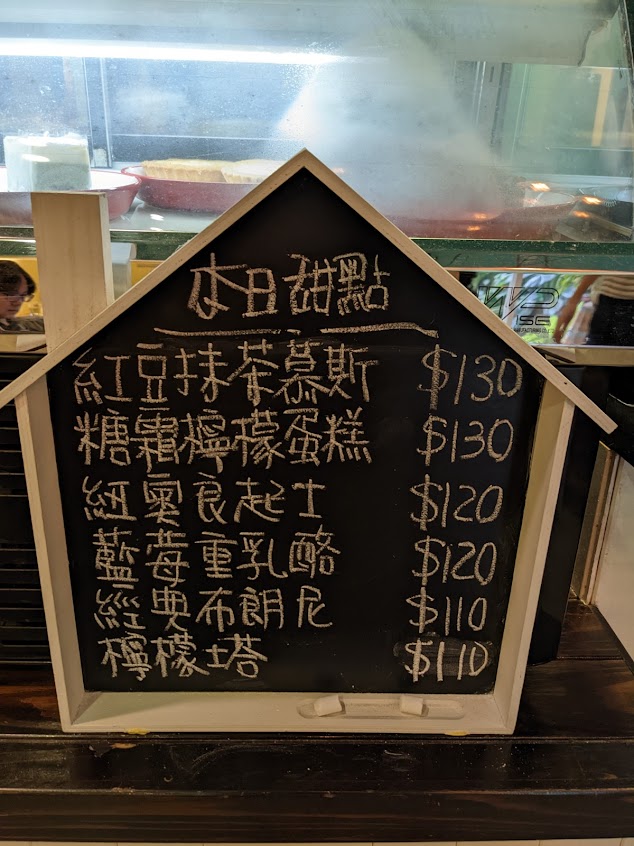 本日甜點
紅豆抹茶慕斯 $130
糖霜檸檬蛋糕 $130
紐奧良起士 $120
藍莓重乳酪 $120
經典布朗尼 $110
檸檬塔 $110
WISE